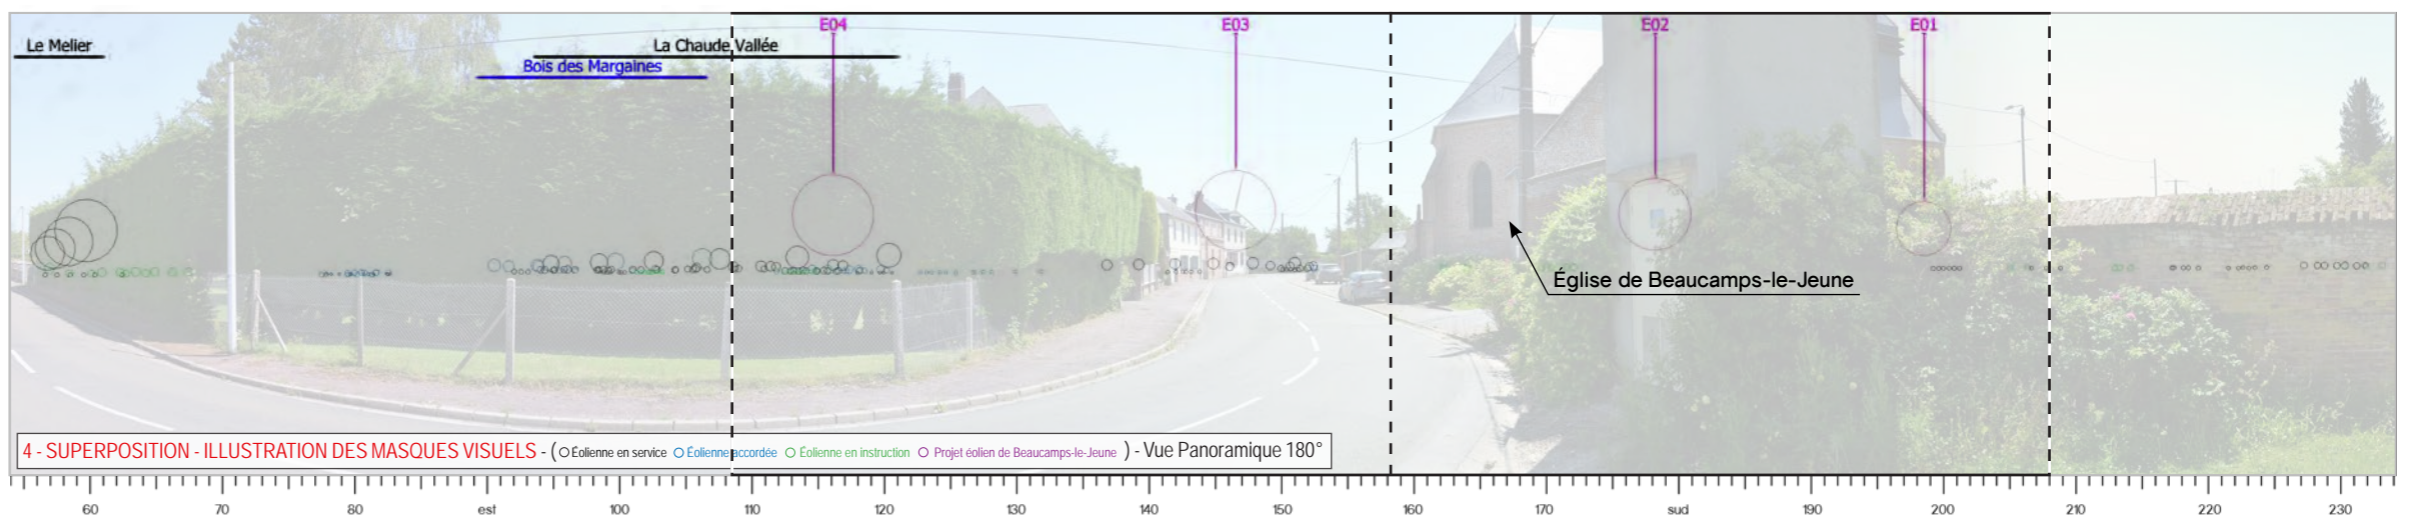 E04 E03 E02 E01
Le Melier La Chaude Vallée
Bois des Margaines
Église de Beaucamps-le-Jeune
4 - SUPERPOSITION - ILLUSTRATION DES MASQUES VISUELS - ( Éolienne en service Éolienne accordée Éolienne en instruction Projet éolien de Beaucamps-le-Jeune ) - Vue Panoramique 180°
60 70 80 est 100 110 120 130 140 150 160 170 sud 190 200 210 220 230